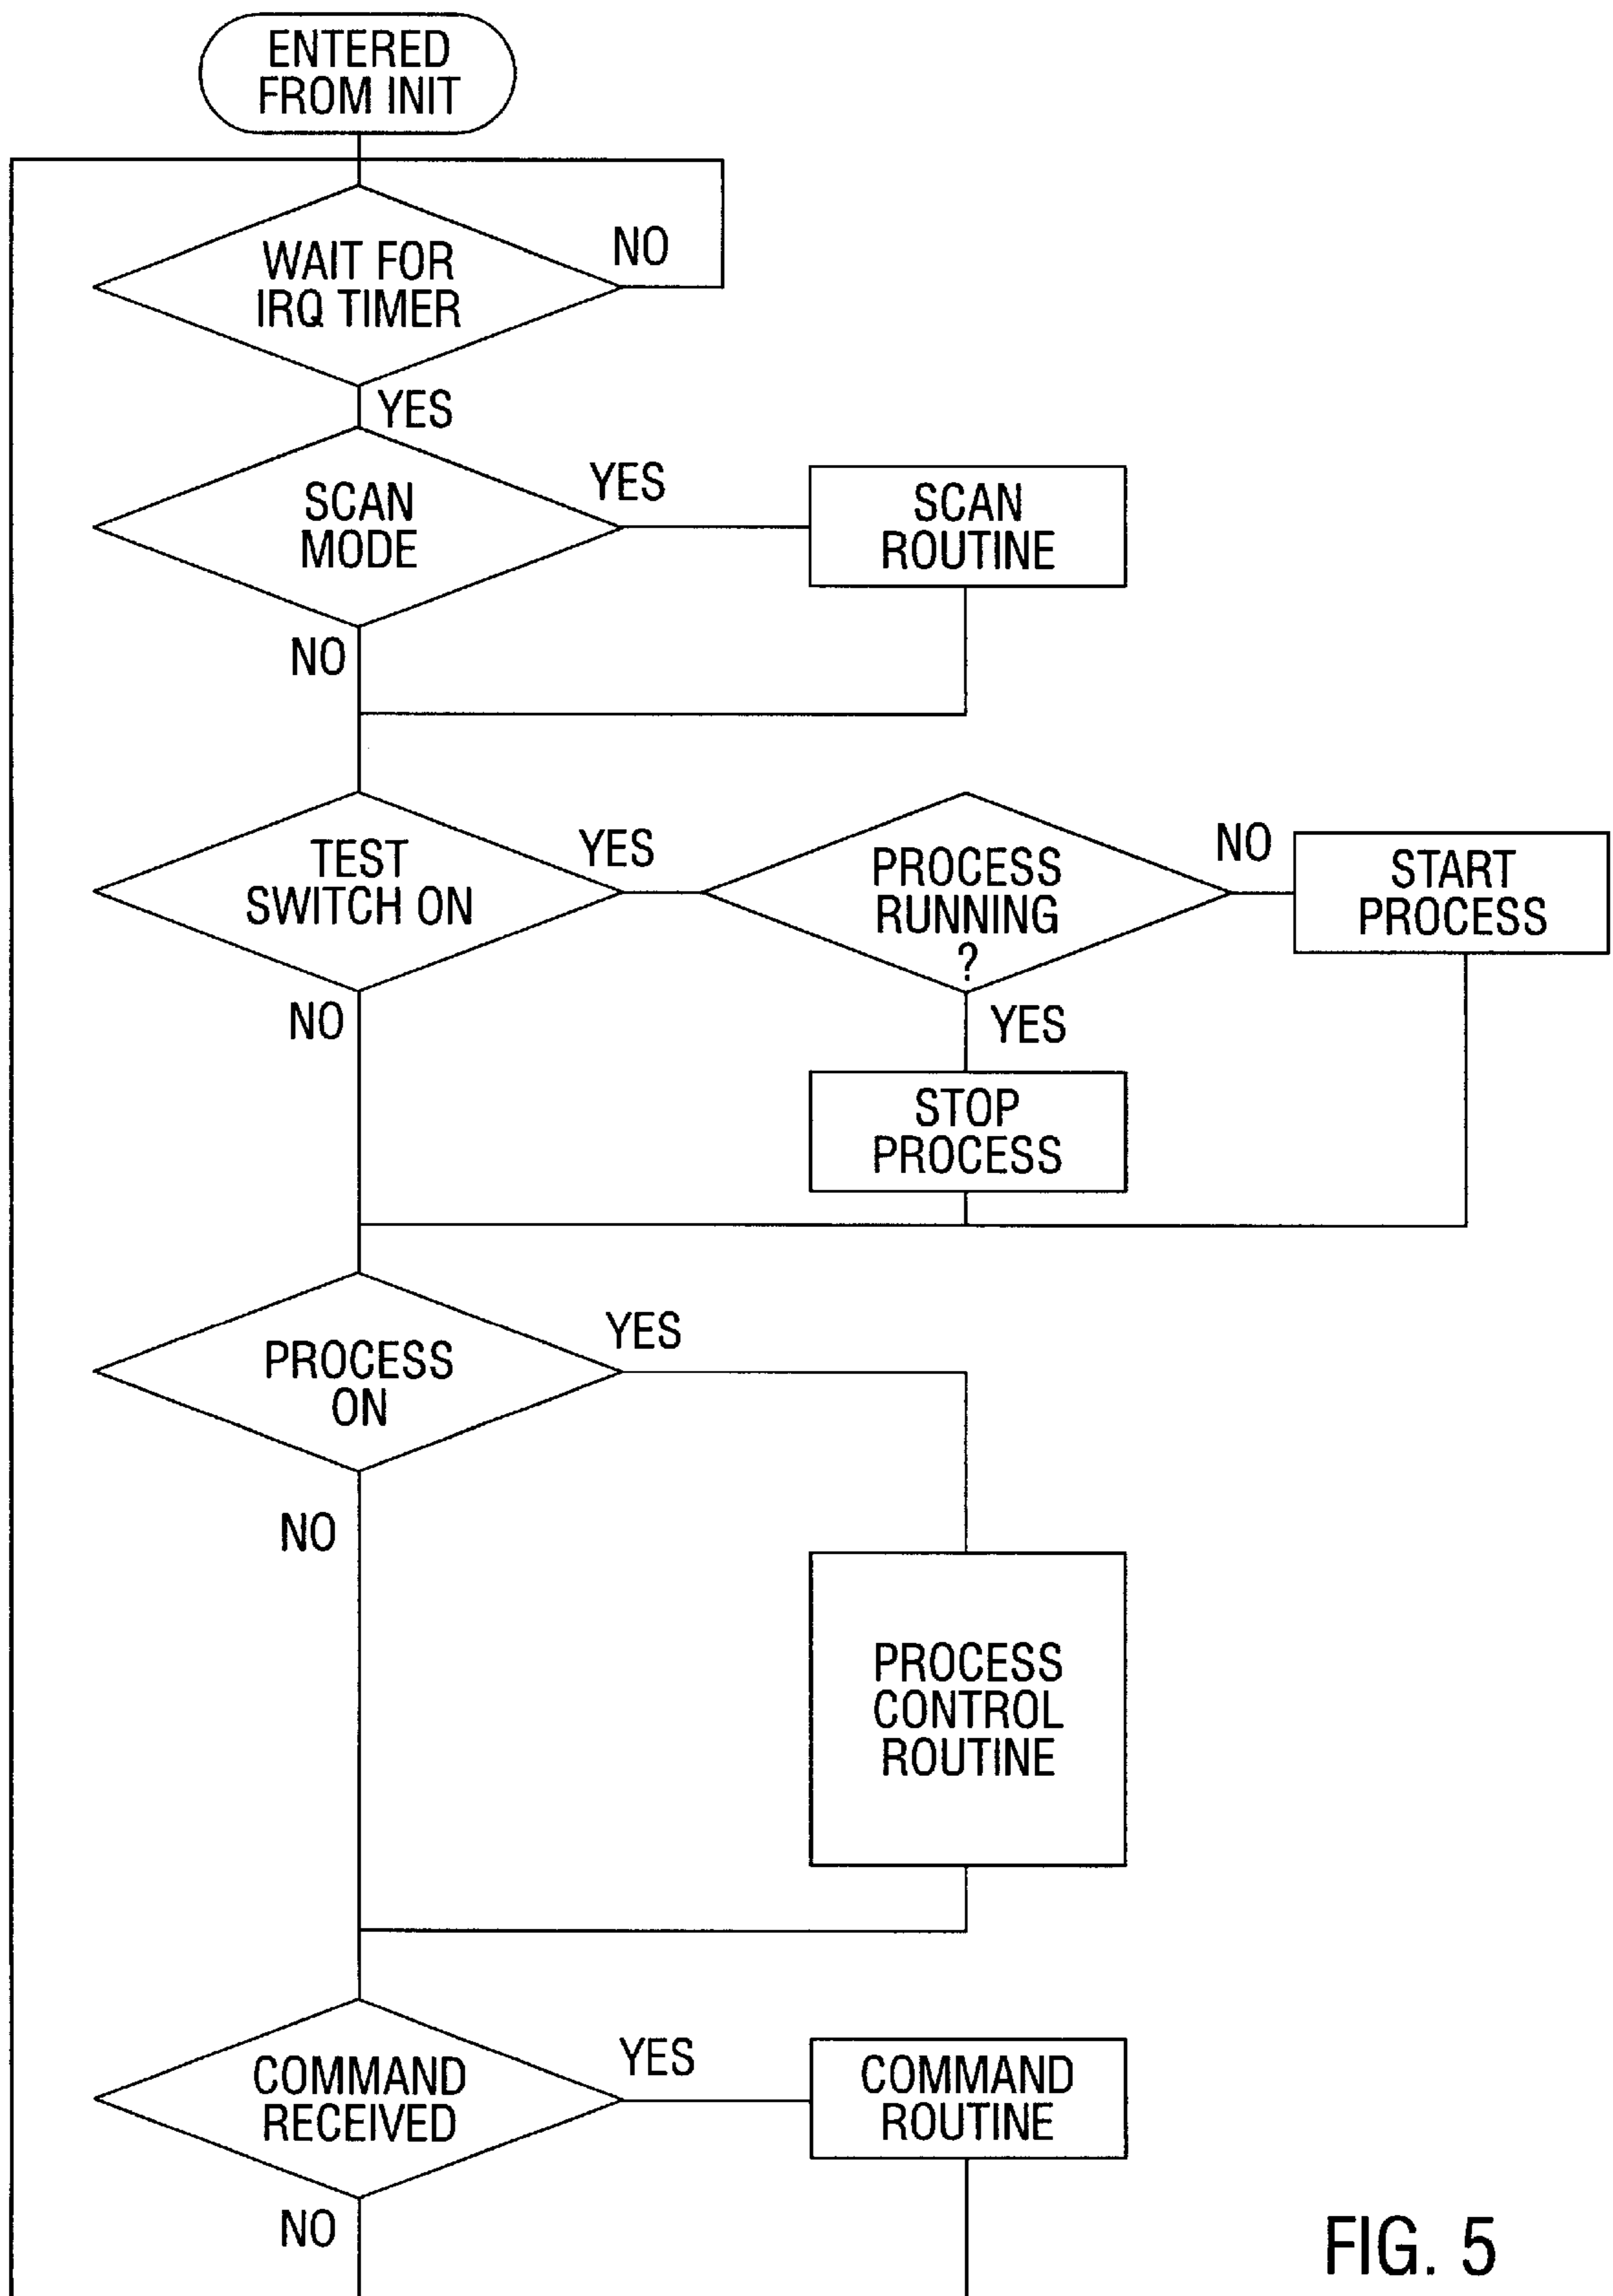 ENTERED
FROM INIT
WAIT FOR
IRQ TIMER
NO
YES
SCAN
MODE
YES
SCAN
ROUTINE
NO
TEST
SWITCH ON
YES
PROCESS
RUNNING
?
NO
START
PROCESS
NO
YES
STOP
PROCESS
PROCESS
ON
YES
NO
PROCESS
CONTROL
ROUTINE
COMMAND
RECEIVED
YES
COMMAND
ROUTINE
NO
FIG. 5